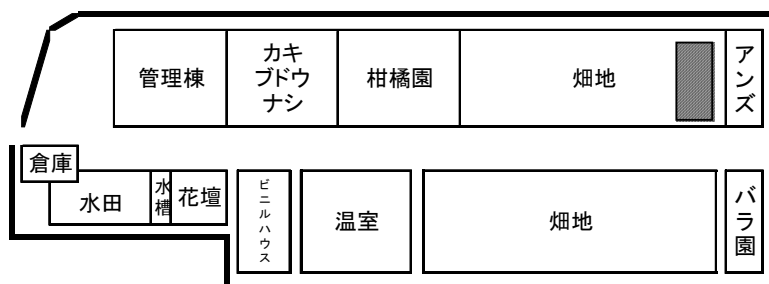 管理棟
カキ
ブドウ
ナシ
柑橘園
畑地
アンズ
倉庫
水田
水槽
花壇
ビニルハウス
温室
畑地
バラ園